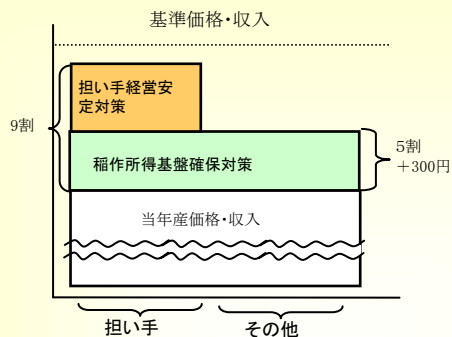 基準価格・収入
担い手経営安
定対策
9割
稲作所得基盤確保対策
5割
＋300円
当年産価格・収入
担い手
その他